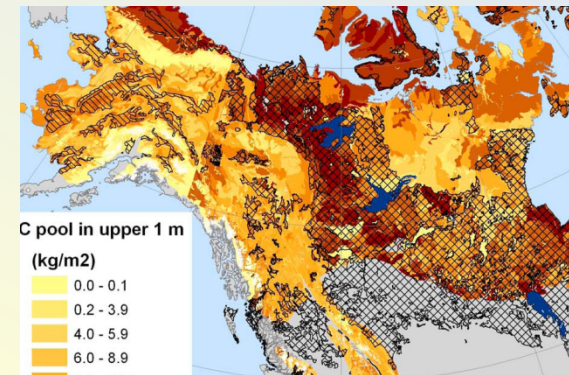 C pool in upper 1 m
(kg/m2)
0.0 - 0.1
0.2 - 3.9
4.0 - 5.9
6.0 - 8.9